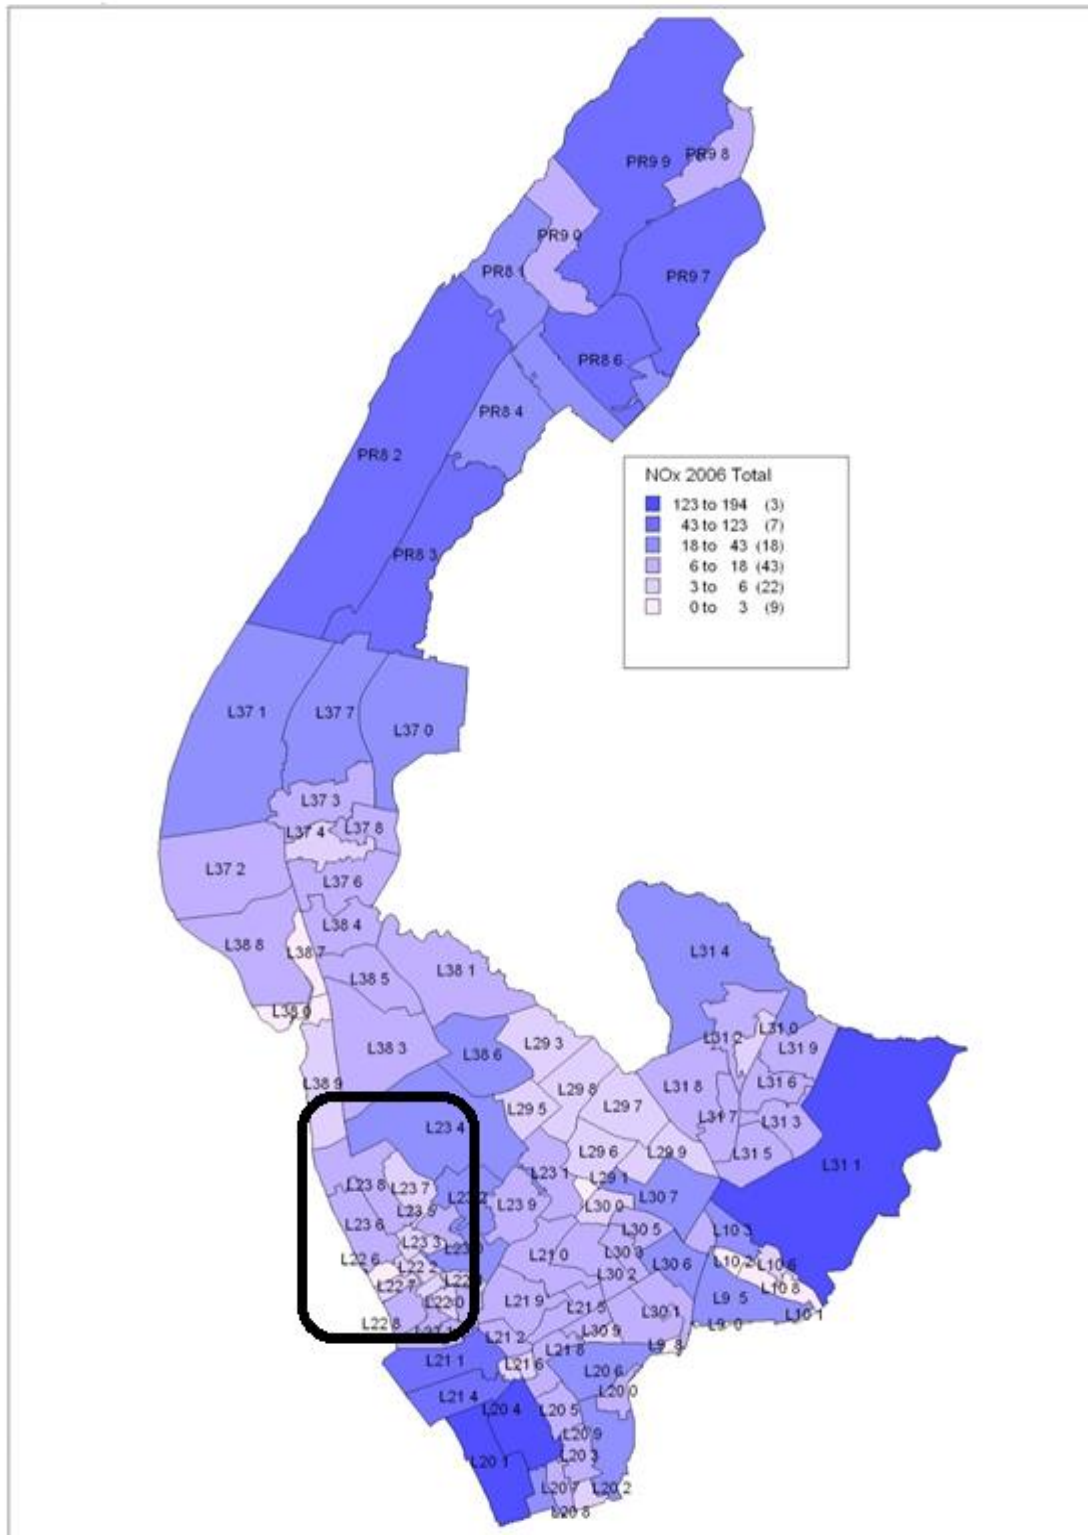 PR9 9
PR9 8
PR9 0
PR8 1
PR9 7
PR8 6
PR8 4
PR8 2
NOx 2006 Total
123 to 194 (3)
43 to 123 (7)
18 to 43 (18)
6 to 18 (43)
3 to 6 (22)
0 to 3 (9)
PR8 3
L37 1
L37 7
L37 0
L37 3
L37 4
L37 8
L37 2
L37 6
L38 4
L38 8
L38 7
L38 1
L31 4
L38 5
L38 0
L31 0
L31 2
L29 3
L38 3
L31 9
L38 6
L29 8
L38 9
L31 8
L31 6
L29 5
L29 7
L31 7
L31 3
L23 4
L29 6
L29 9
L31 5
L31 1
L23 1
L29 1
L23 8
L23 7
L23 2
L23 9
L30 7
L30 0
L23 5
L23 6
L30 5
L10 3
L23 3
L23 0
L21 0
L30 3
L22 6
L22 2
L30 2
L30 6
L10 2
L10 6
L22 7
L10 8
L22 0
L21 9
L21 5
L30 1
L9 5
L10 1
L22 8
L30 9
L9 0
L21 2
L21 8
L9 8
L21 1
L21 6
L20 6
L20 0
L21 4
L20 4
L20 5
L20 9
L20 1
L20 3
L20 7
L20 2
L20 8